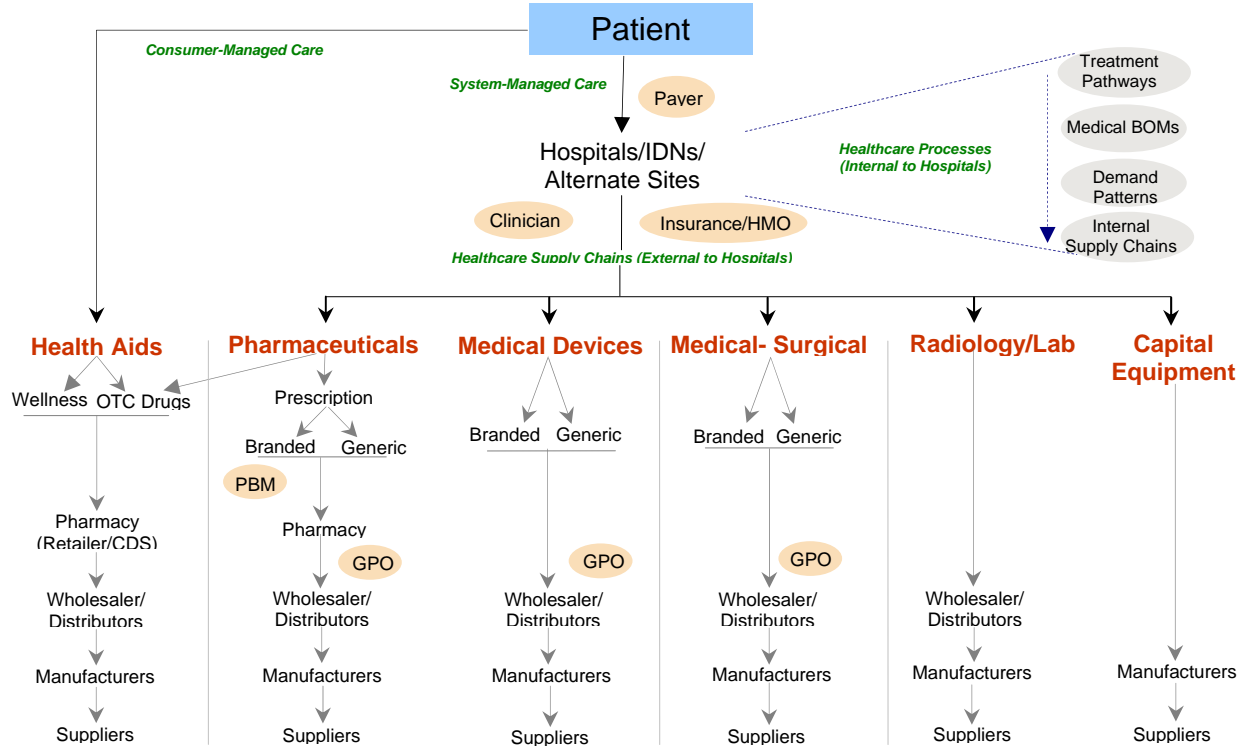 Patient
Consumer-Managed Care
System-Managed Care
Payer
Treatment
Pathways
Medical BOMs
Healthcare Processes
(Internal to Hospitals)
Demand
Patterns
Internal
Supply Chains
Hospitals/IDNs/
Alternate Sites
Clinician
Insurance/HMO
Healthcare Supply Chains (External to Hospitals)
Health Aids
Pharmaceuticals
Medical Devices
Medical- Surgical
Radiology/Lab
Capital
Equipment
Wellness
OTC Drugs
Prescription
Branded
Generic
Branded
Generic
Branded
Generic
PBM
Pharmacy
(Retailer/CDS)
Pharmacy
GPO
GPO
GPO
Wholesaler/
Distributors
Wholesaler/
Distributors
Wholesaler/
Distributors
Wholesaler/
Distributors
Wholesaler/
Distributors
Manufacturers
Manufacturers
Manufacturers
Manufacturers
Manufacturers
Manufacturers
Suppliers
Suppliers
Suppliers
Suppliers
Suppliers
Suppliers